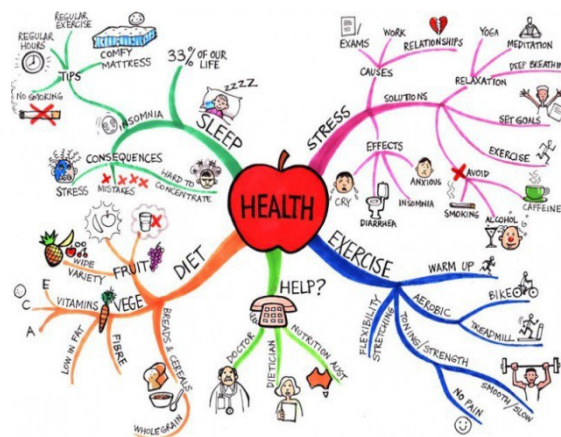 HEALTH
STRESS
CAUSES
EXAMS
WORK
RELATIONSHIPS
SOLUTIONS
RELAXATION
YOGA
MEDITATION
DEEP BREATHING
SET GOALS
EXERCISE
AVOID
SMOKING
ALCOHOL
CAFFEINE
EFFECTS
CRY
DIARRHEA
INSOMNIA
ANXIOUS
EXERCISE
WARM UP
AEROBIC
BIKE
TREADMILL
TONING/STRENGTH
SMOOTH/SLOW
NO PAIN
FLEXIBILITY
STRETCHING
HELP?
DOCTOR
DIETICIAN
NUTRITION AUST
DIET
FRUIT
WIDE
VARIETY
VEGE
VITAMINS
E
C
A
LOW IN FAT
FIBRE
BREADS & CEREALS
WHOLEGRAIN
SLEEP
33% OF OUR
LIFE
ZZZZ
INSOMNIA
TIPS
REGULAR
EXERCISE
REGULAR
HOURS
COMFY
MATTRESS
NO SMOKING
CONSEQUENCES
STRESS
MISTAKES
HARD TO
CONCENTRATE